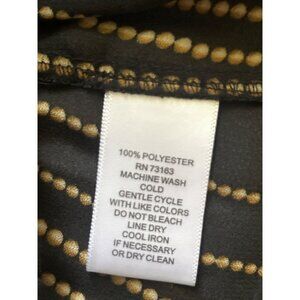 100% POLYESTER
RN 73163
MACHINE WASH
COLD
GENTLE CYCLE
WITH LIKE COLORS
DO NOT BLEACH
LINE DRY
COOL IRON
IF NECESSARY
OR DRY CLEAN